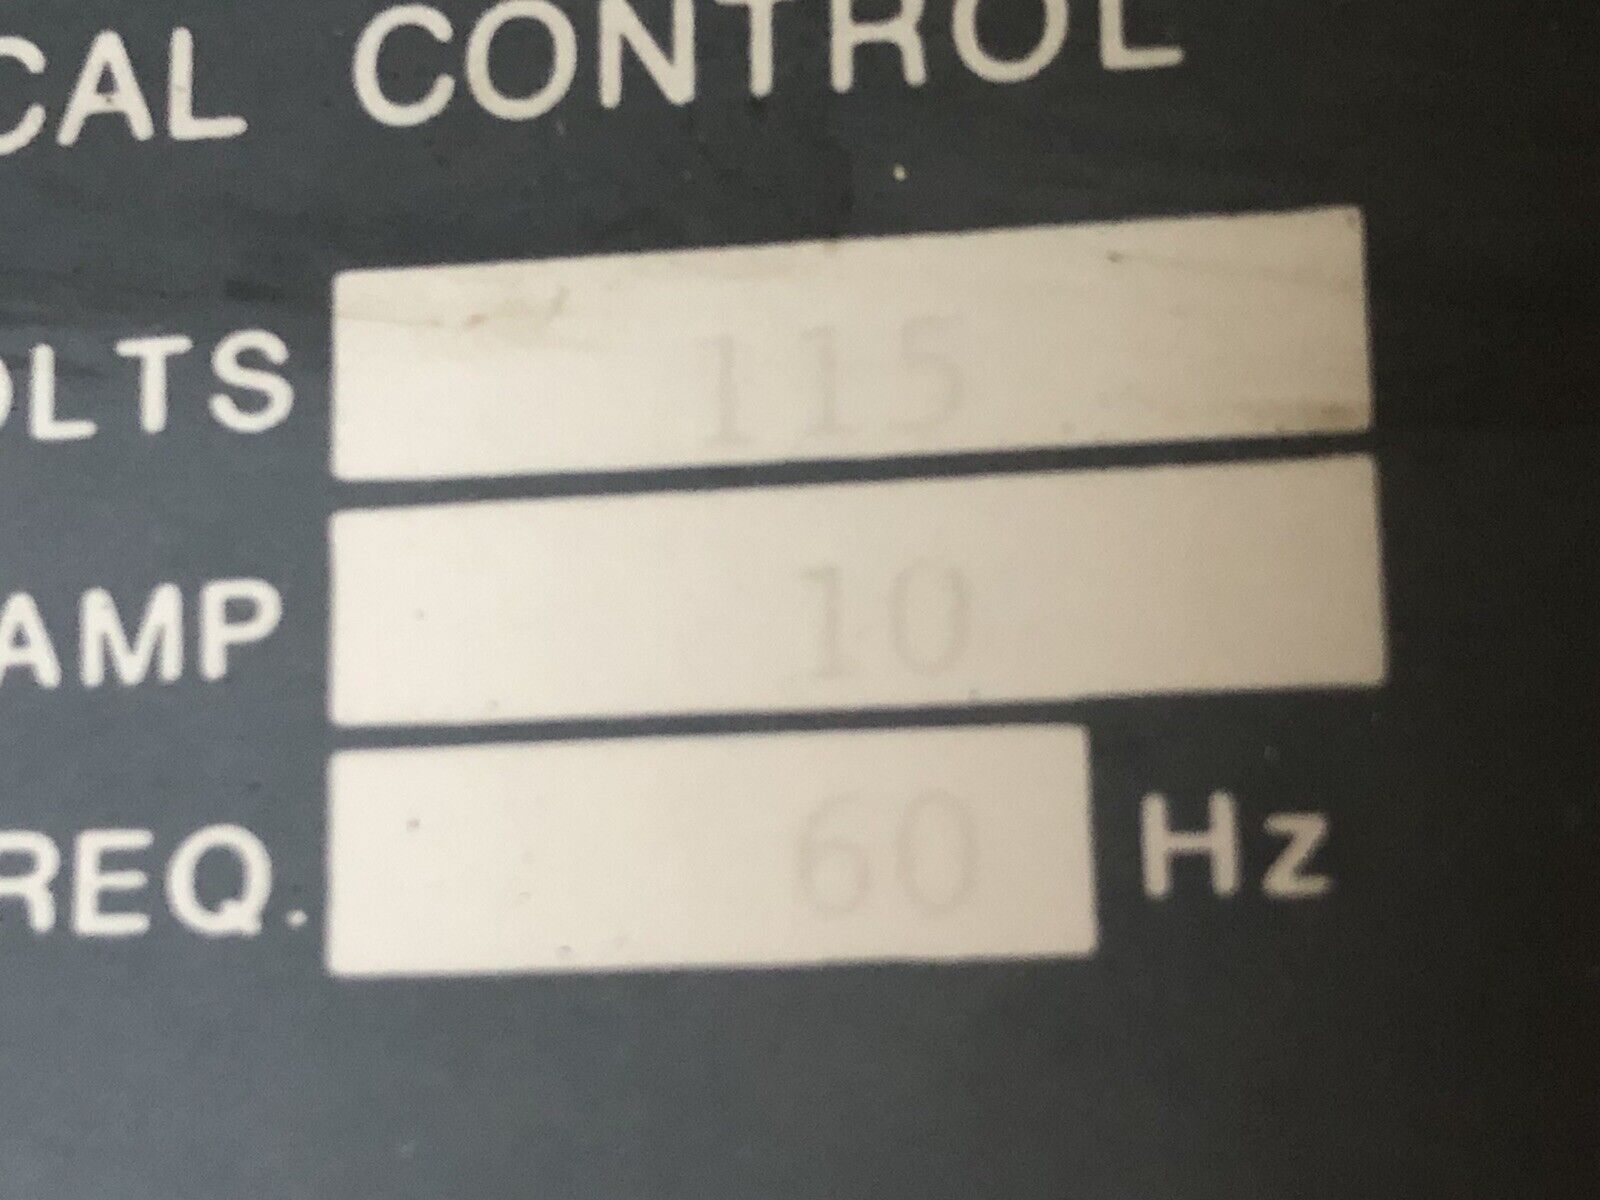 CAL CONTROL
OLTS 115
AMP 10
REQ. 60 Hz